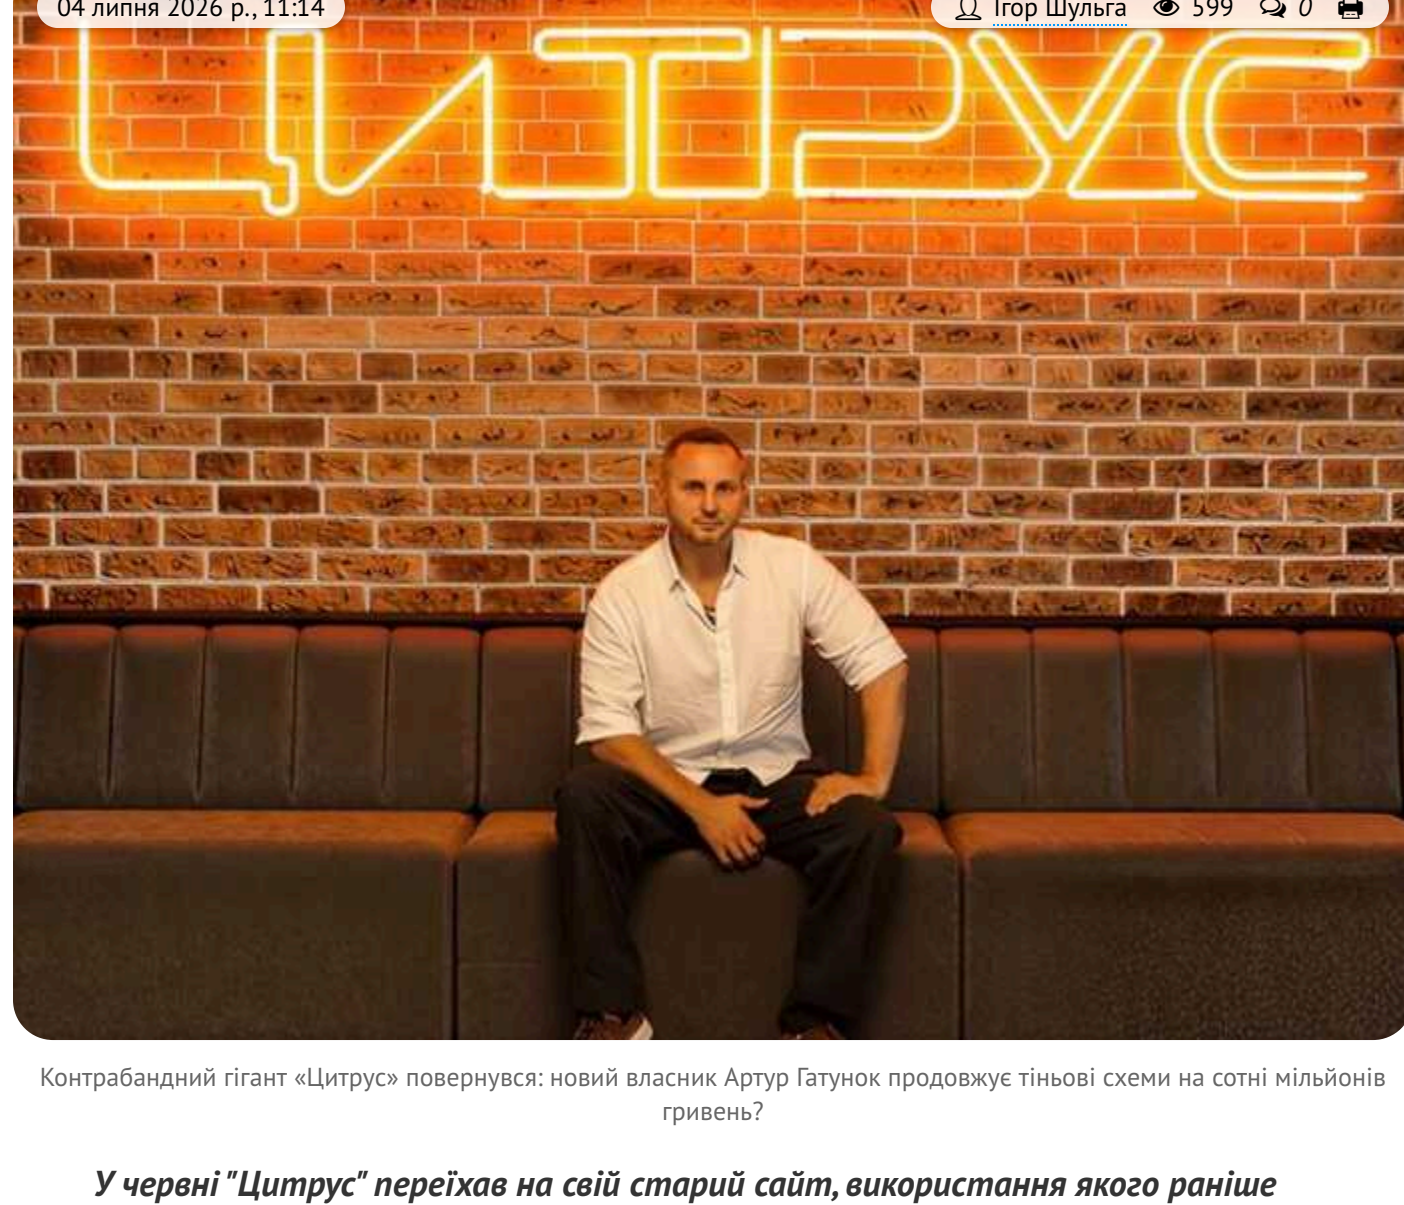 04 липня 2026 р., 11:14
Ігор Шульга 599 0
ЦИТРУС
Контрабандний гігант «Цитрус» повернувся: новий власник Артур Гатунок продовжує тіньові схеми на сотні мільйонів
гривень?
У червні "Цитрус" переїхав на свій старий сайт, використання якого раніше